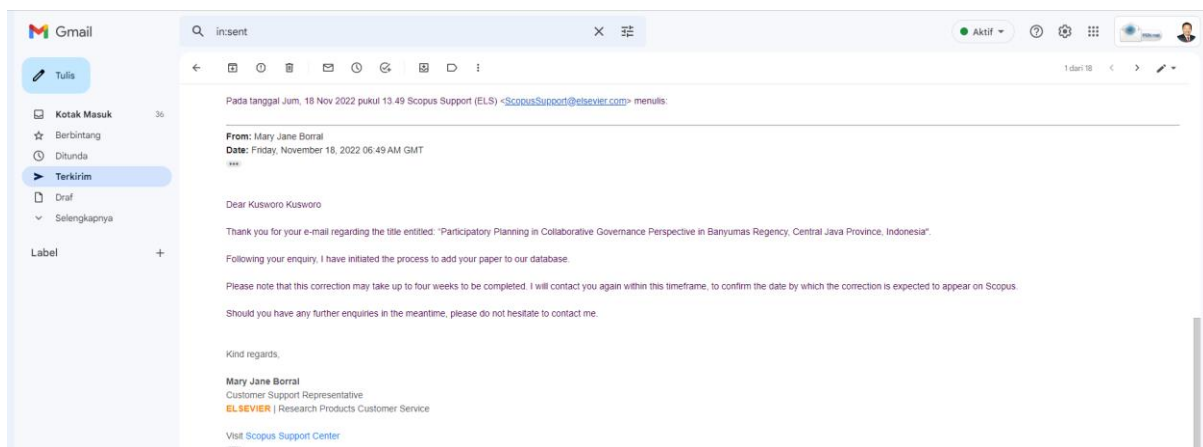 Gmail
in:sent
Aktif
Tulis
1 dari 18
Pada tanggal Jum, 18 Nov 2022 pukul 13.49 Scopus Support (ELS) <ScopusSupport@elsevier.com> menulis:
Kotak Masuk 36
Berbintang
Ditunda
Terkirim
Draf
Selengkapnya
Label
From: Mary Jane Borral
Date: Friday, November 18, 2022 06:49 AM GMT
Dear Kusworo Kusworo
Thank you for your e-mail regarding the title entitled: "Participatory Planning in Collaborative Governance Perspective in Banyumas Regency, Central Java Province, Indonesia".
Following your enquiry, I have initiated the process to add your paper to our database.
Please note that this correction may take up to four weeks to be completed. I will contact you again within this timeframe, to confirm the date by which the correction is expected to appear on Scopus.
Should you have any further enquiries in the meantime, please do not hesitate to contact me.
Kind regards,
Mary Jane Borral
Customer Support Representative
ELSEVIER | Research Products Customer Service
Visit Scopus Support Center